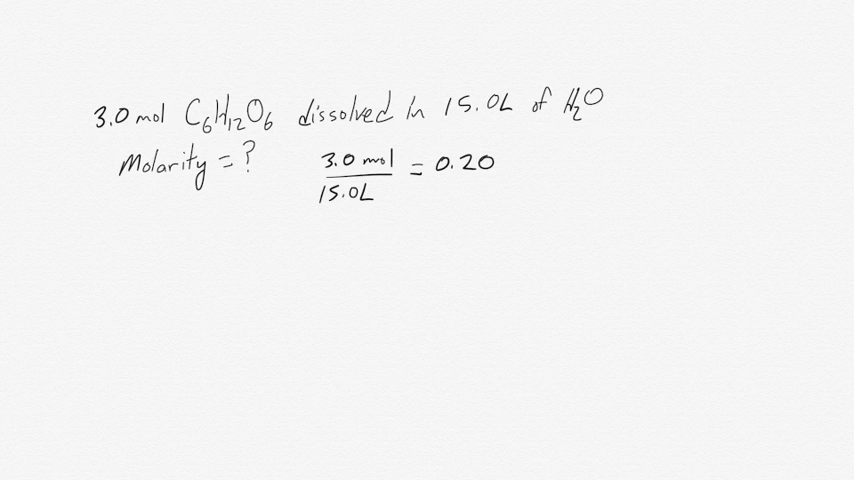 3.0 mol C₆H₁₂O₆ dissolved in 15.0L of H₂O
Molarity = ? 3.0 mol / 15.0L = 0.20